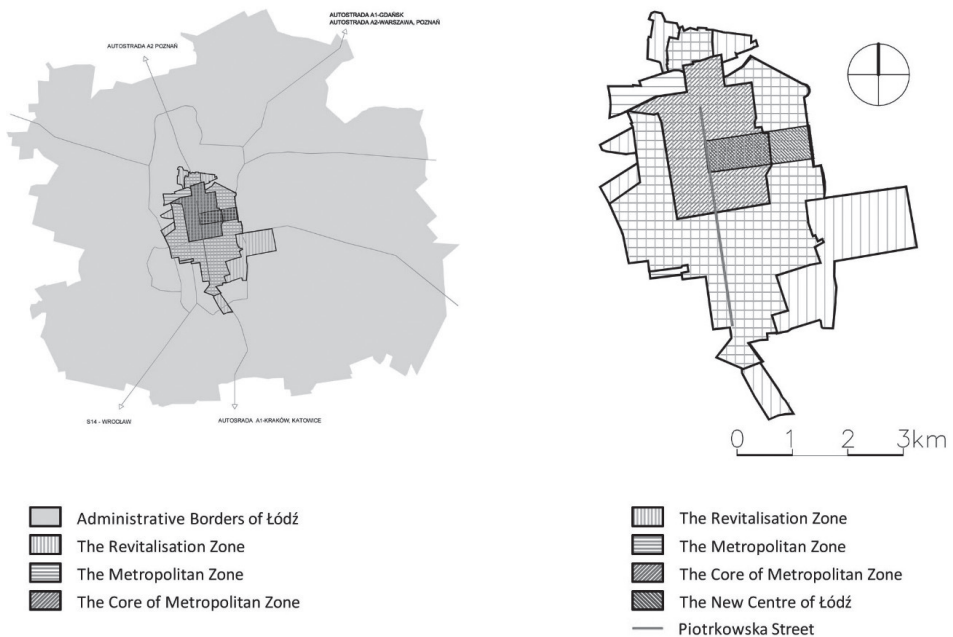 AUTOSTRADA A1-GDAŃSK
AUTOSTRADA A2-WARSZAWA, POZNAŃ
AUTOSTRADA A2 POZNAŃ
S14 - WROCŁAW
AUTOSRADA A1-KRAKÓW, KATOWICE
0 1 2 3km
Administrative Borders of Łódź
The Revitalisation Zone
The Metropolitan Zone
The Core of Metropolitan Zone
The Revitalisation Zone
The Metropolitan Zone
The Core of Metropolitan Zone
The New Centre of Łódź
Piotrkowska Street